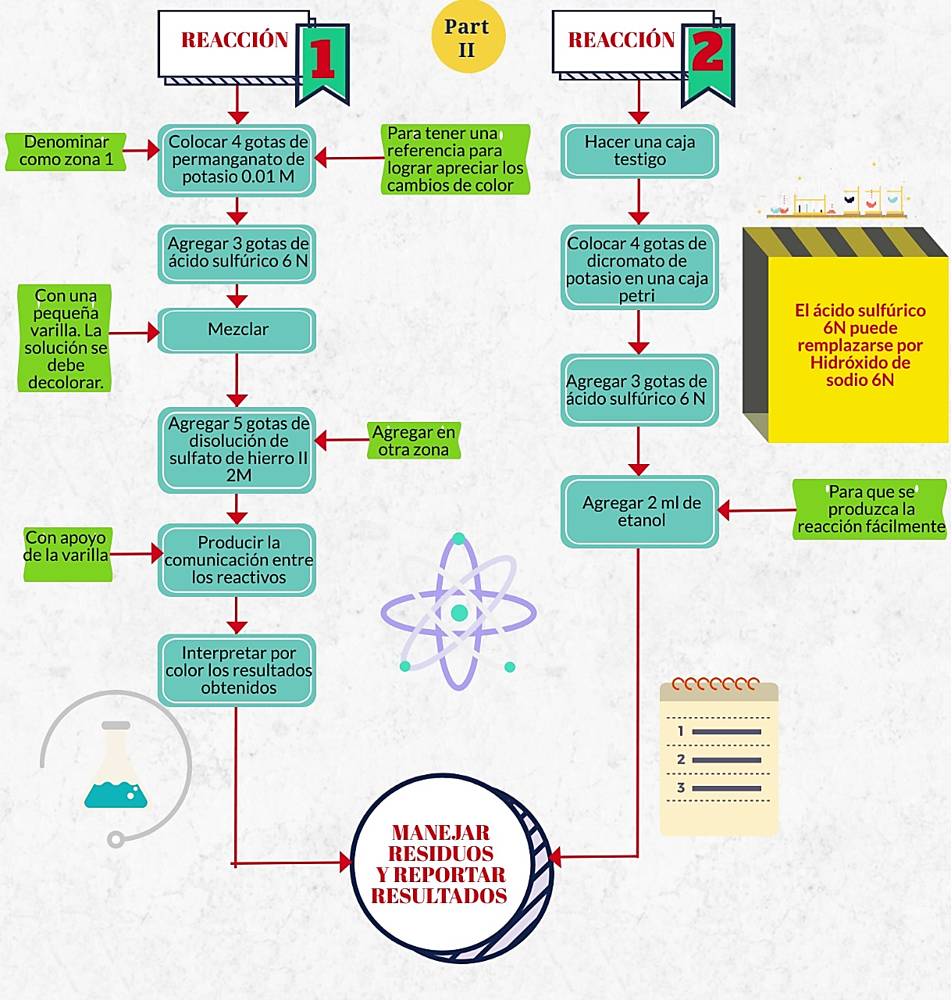 Part
II
REACCIÓN
1
Denominar
como zona 1
Colocar 4 gotas de
permanganato de
potasio 0.01 M
Para tener una
referencia para
lograr apreciar los
cambios de color
Agregar 3 gotas de
ácido sulfúrico 6 N
Con una
pequeña
varilla. La
solución se
debe
decolorar.
Mezclar
Agregar 5 gotas de
disolución de
sulfato de hierro II
2M
Agregar en
otra zona
Con apoyo
de la varilla
Producir la
comunicación entre
los reactivos
Interpretar por
color los resultados
obtenidos
REACCIÓN
2
Hacer una caja
testigo
Colocar 4 gotas de
dicromato de
potasio en una caja
petri
Agregar 3 gotas de
ácido sulfúrico 6 N
El ácido sulfúrico
6N puede
remplazarse por
Hidróxido de
sodio 6N
Agregar 2 ml de
etanol
Para que se
produzca la
reacción fácilmente
1
2
3
MANEJAR
RESIDUOS
Y REPORTAR
RESULTADOS